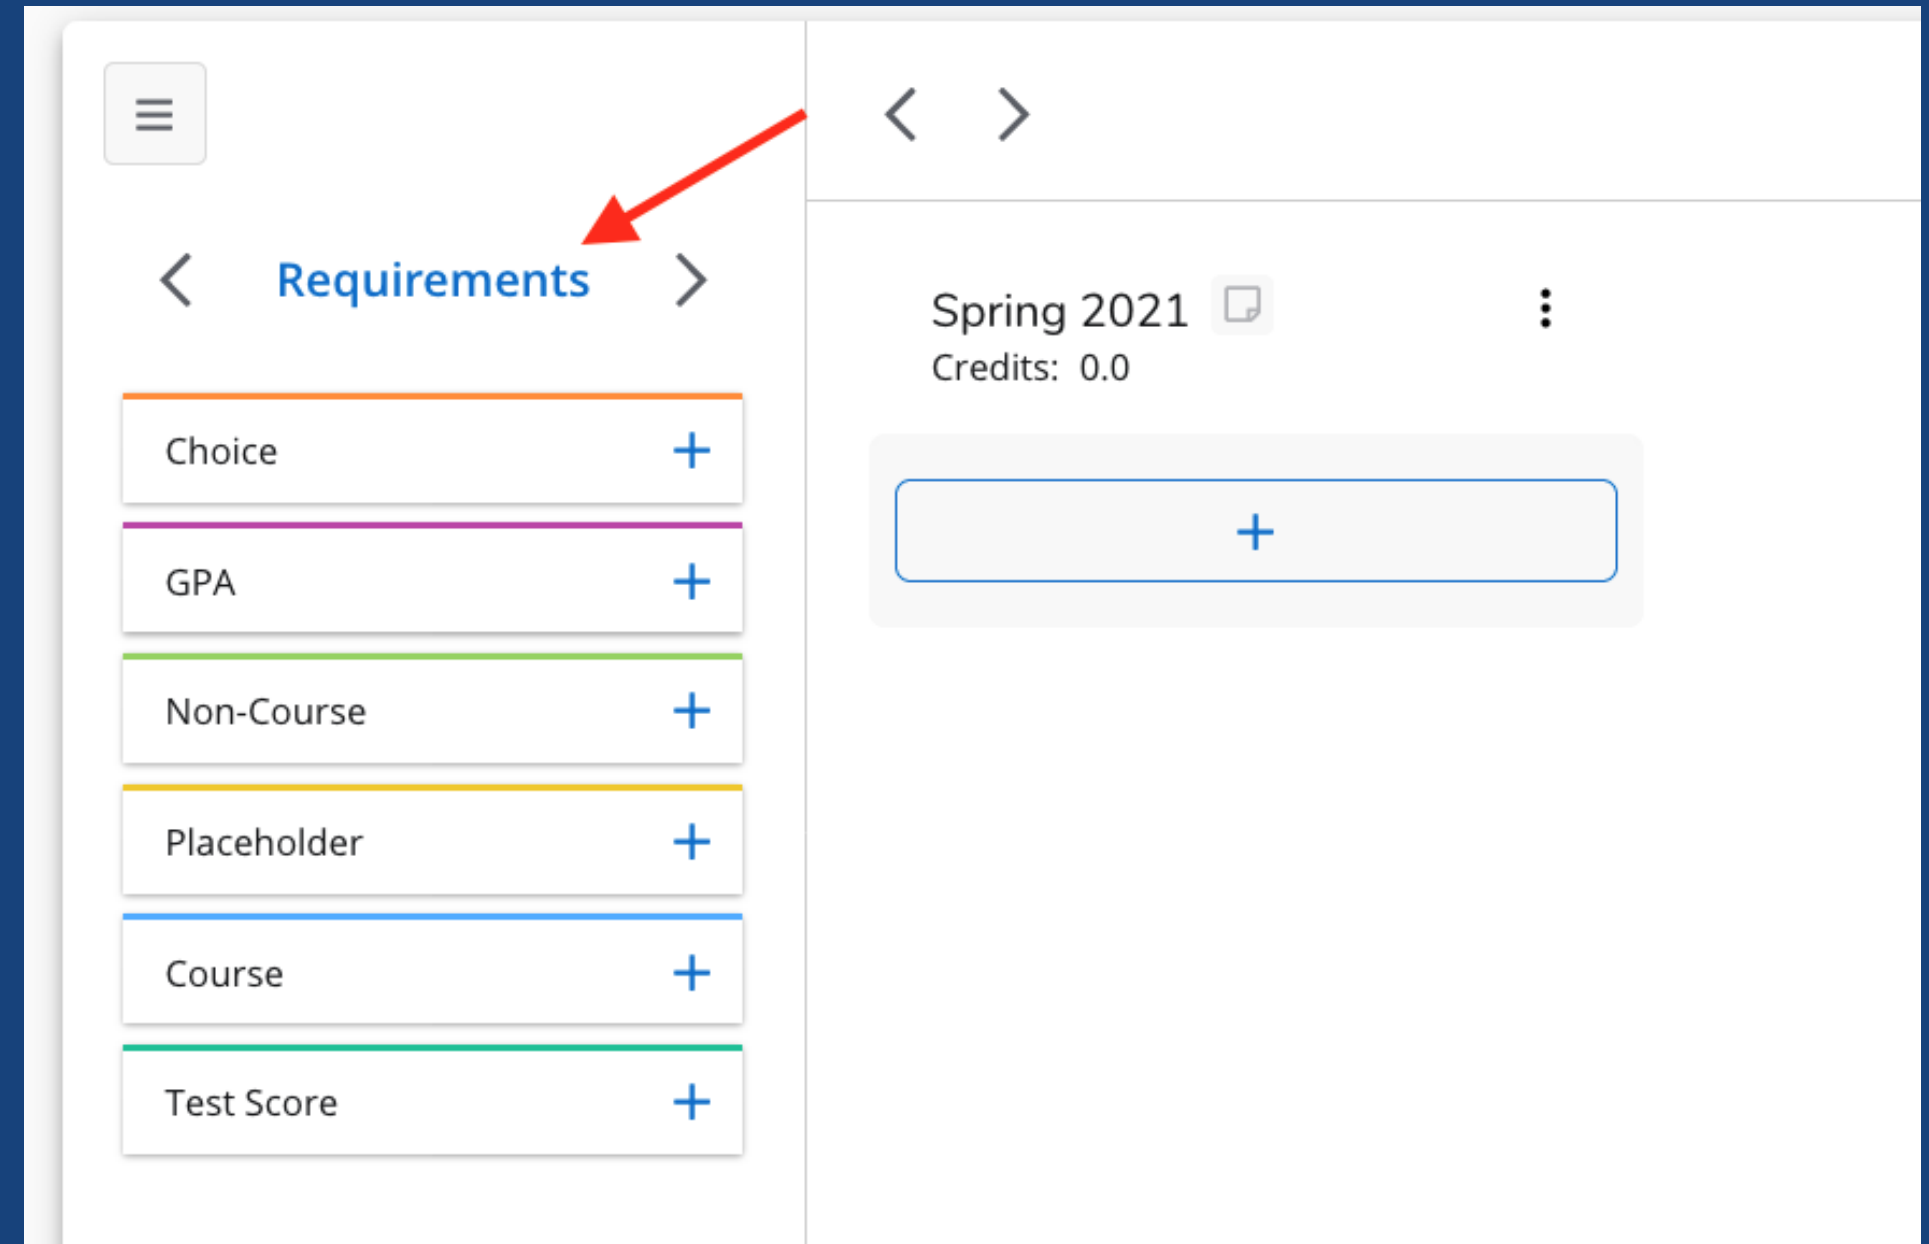 Requirements
Choice
GPA
Non-Course
Placeholder
Course
Test Score
Spring 2021
Credits: 0.0